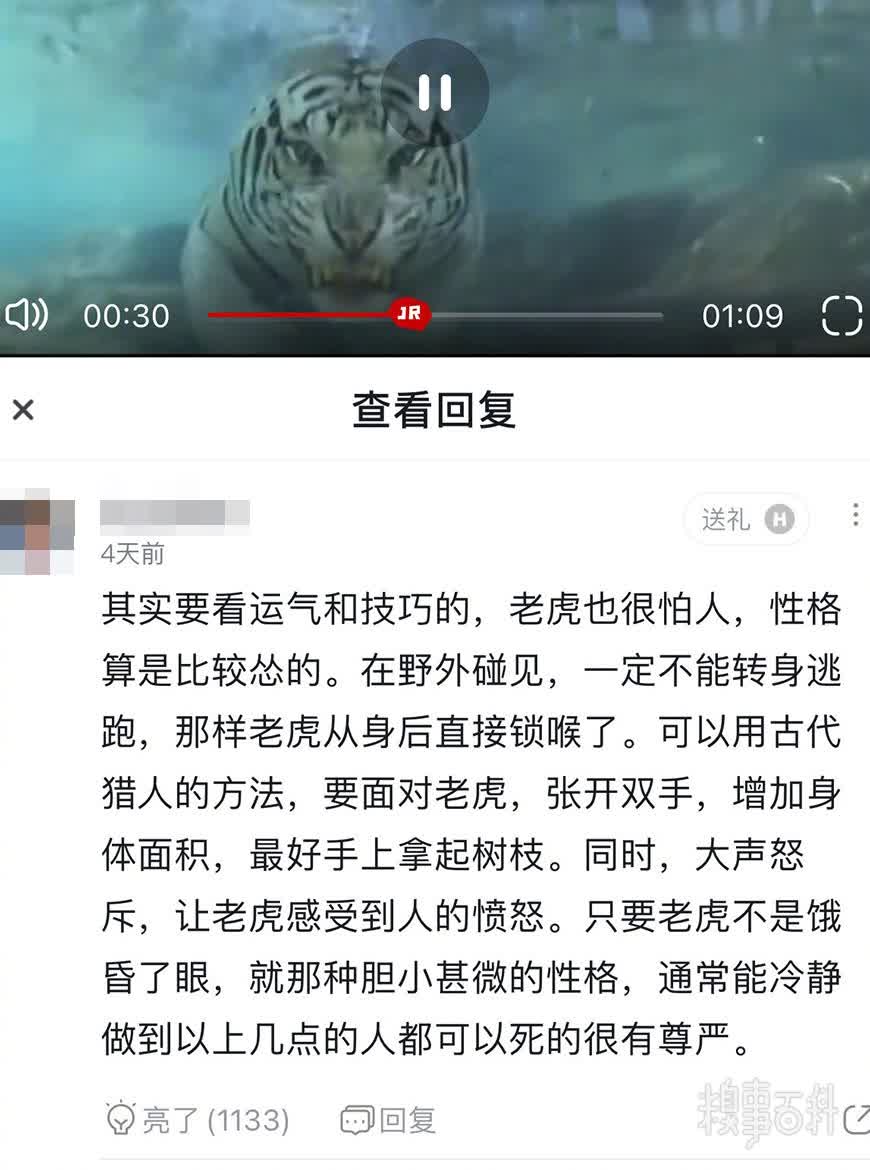 00:30
JR
01:09
查看回复
送礼 H
4天前
其实要看运气和技巧的，老虎也很怕人，性格
算是比较怂的。在野外碰见，一定不能转身逃
跑，那样老虎从身后直接锁喉了。可以用古代
猎人的方法，要面对老虎，张开双手，增加身
体面积，最好手上拿起树枝。同时，大声怒
斥，让老虎感受到人的愤怒。只要老虎不是饿
昏了眼，就那种胆小甚微的性格，通常能冷静
做到以上几点的人都可以死的很有尊严。
亮了 (1133)
回复
糗事百科